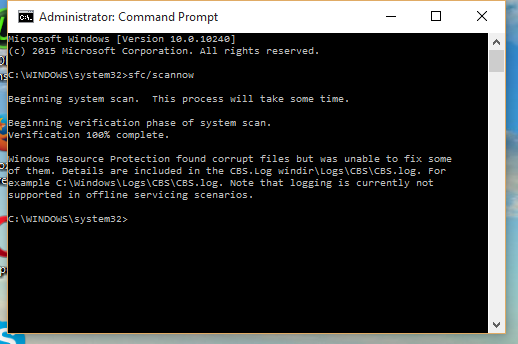 Administrator: Command Prompt
Microsoft Windows [Version 10.0.10240]
(c) 2015 Microsoft Corporation. All rights reserved.
C:\WINDOWS\system32>sfc/scannow
Beginning system scan.  This process will take some time.
Beginning verification phase of system scan.
Verification 100% complete.
Windows Resource Protection found corrupt files but was unable to fix some
of them. Details are included in the CBS.Log windir\Logs\CBS\CBS.log. For
example C:\Windows\Logs\CBS\CBS.log. Note that logging is currently not
supported in offline servicing scenarios.
C:\WINDOWS\system32>